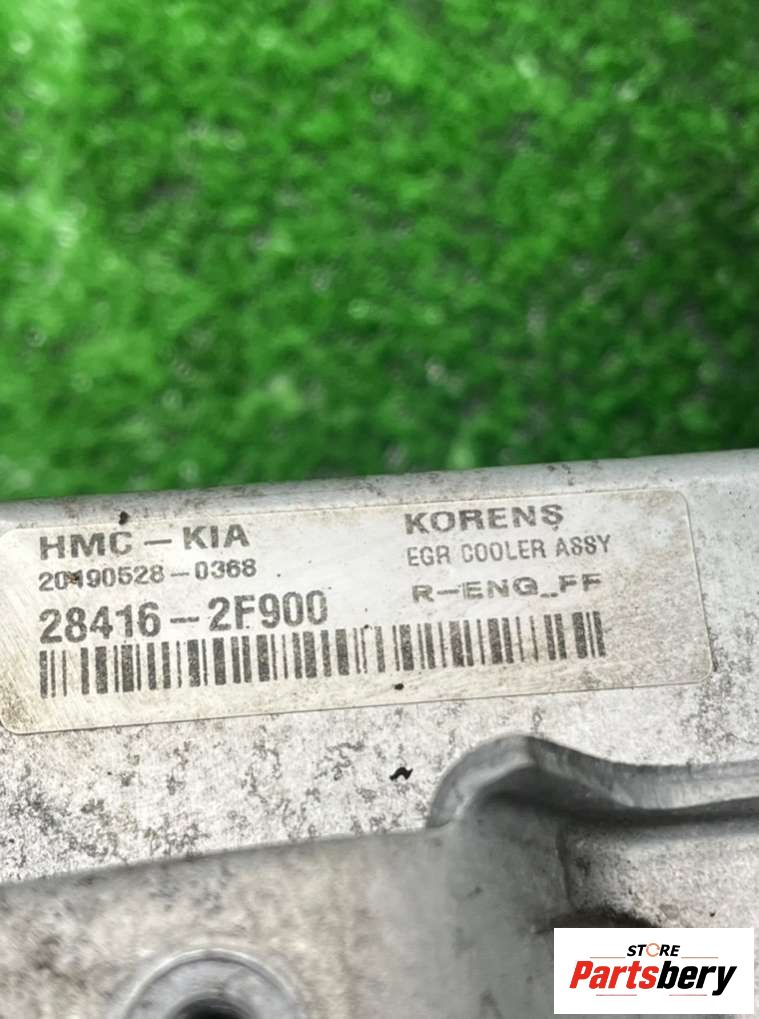 HMC-KIA
20190528-0368
28416-2F900
KORENS
EGR COOLER ASSY
R-ENG_FF
STORE
Partsbery